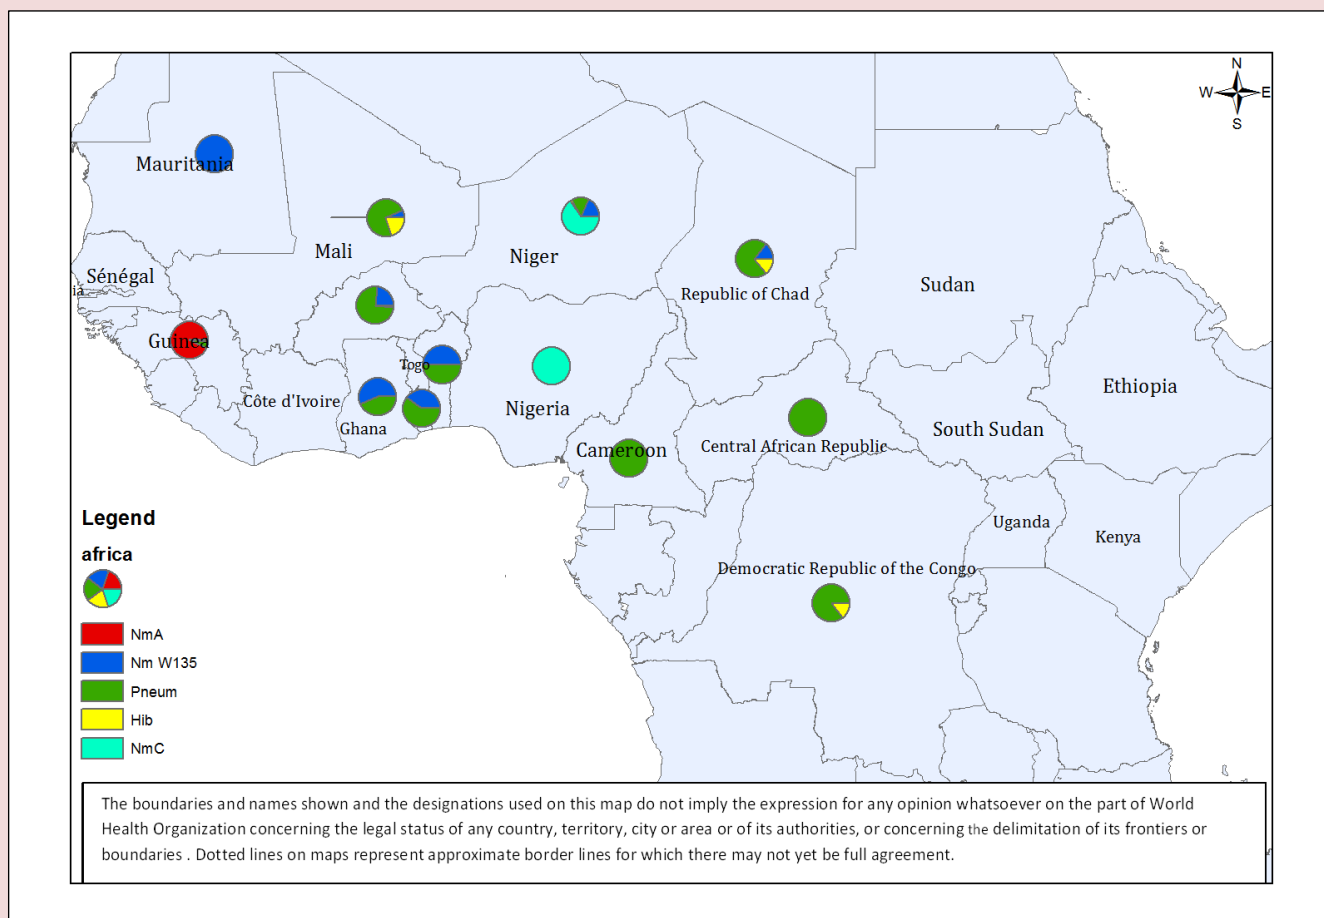 N
W E
S
Mauritania
Mali
Niger
Republic of Chad
Sudan
Sénégal
ia
Guinea
Togo
Côte d'Ivoire
Ghana
Nigeria
Cameroon
Central African Republic
South Sudan
Ethiopia
Uganda
Kenya
Democratic Republic of the Congo
Legend
africa
NmA
Nm W135
Pneum
Hib
NmC
The boundaries and names shown and the designations used on this map do not imply the expression for any opinion whatsoever on the part of World
Health Organization concerning the legal status of any country, territory, city or area or of its authorities, or concerning the delimitation of its frontiers or
boundaries . Dotted lines on maps represent approximate border lines for which there may not yet be full agreement.